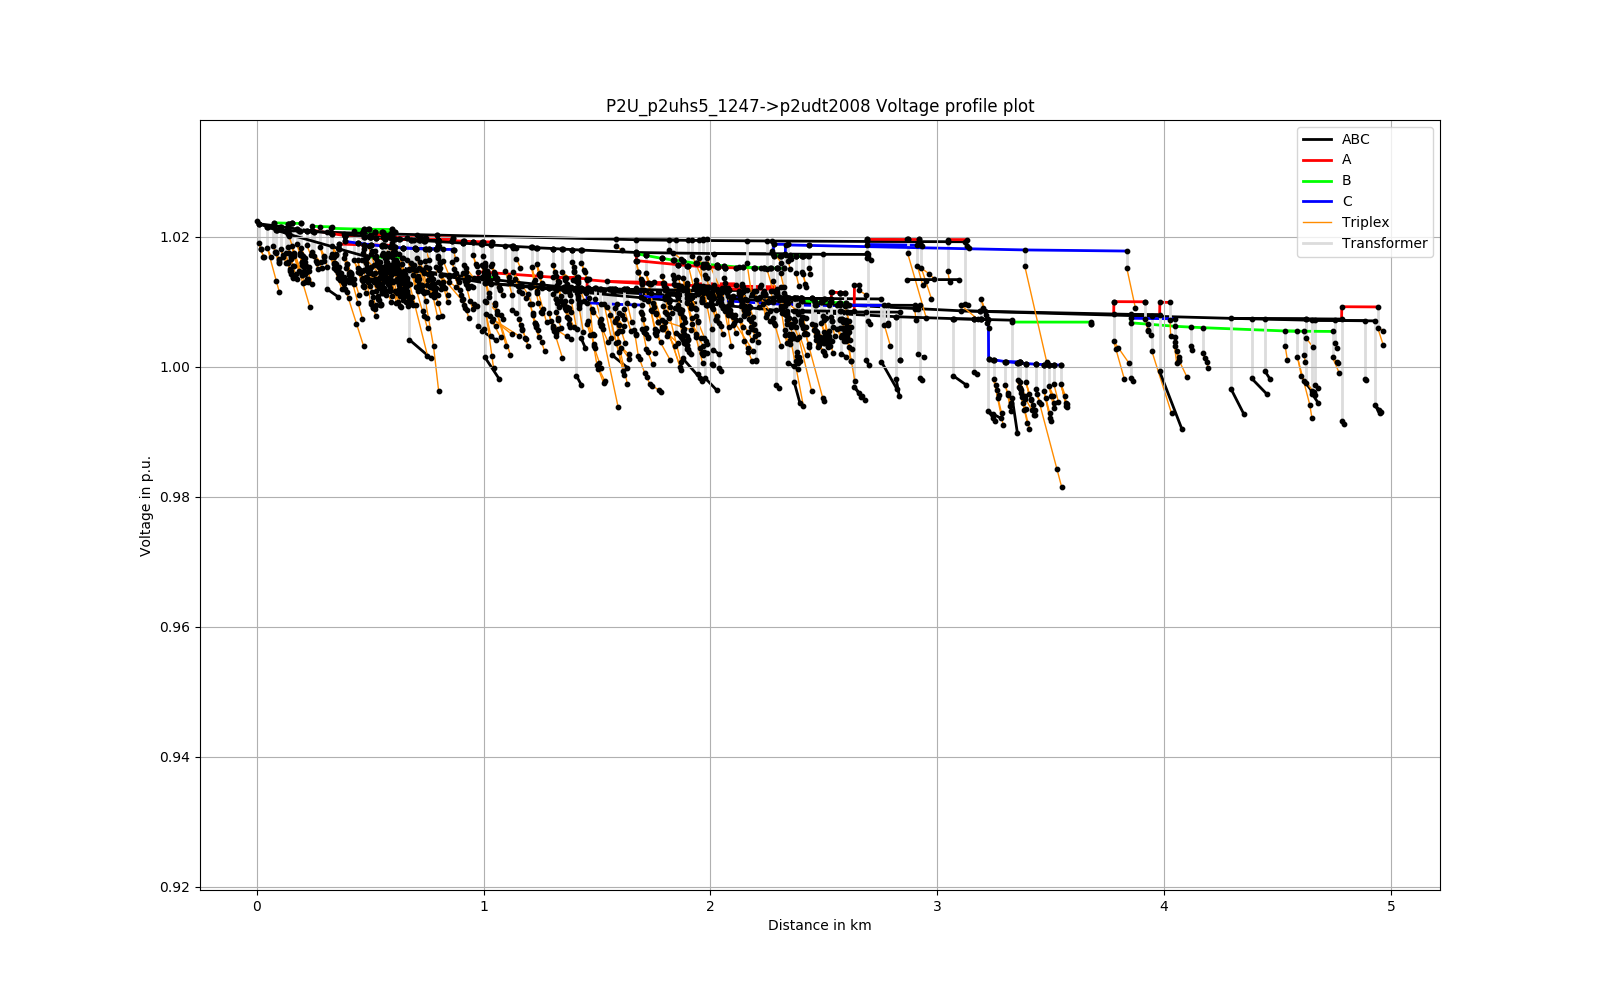 P2U_p2uhs5_1247->p2udt2008 Voltage profile plot
ABC
A
B
C
Triplex
Transformer
1.02
1.00
0.98
0.96
0.94
0.92
Voltage in p.u.
0 1 2 3 4 5
Distance in km